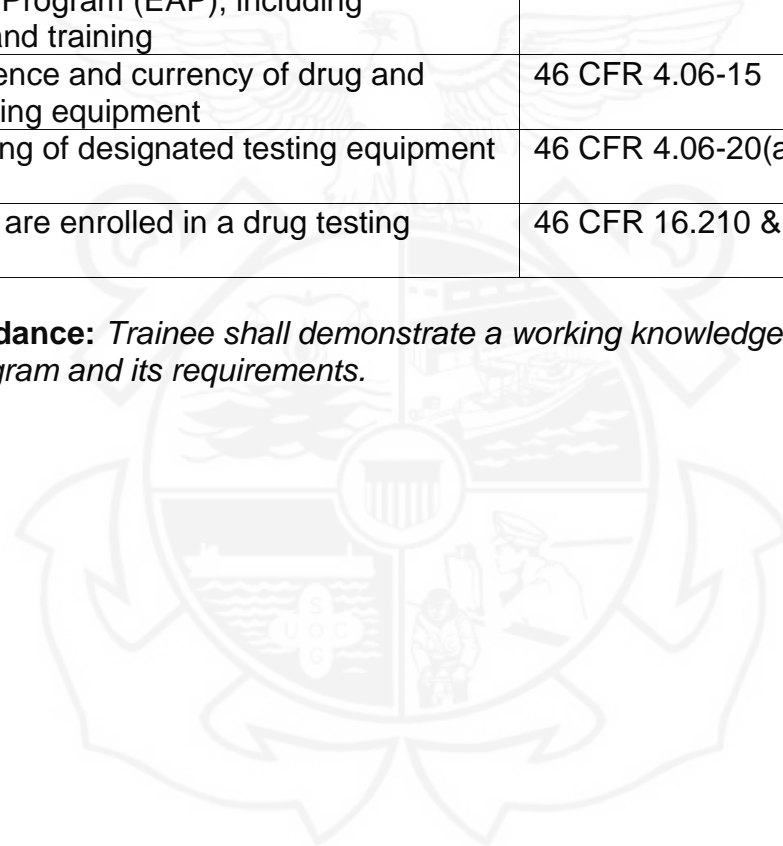 Program (EAP), including
and training
ence and currency of drug and
46 CFR 4.06-15
ing equipment
ng of designated testing equipment
46 CFR 4.06-20(a
are enrolled in a drug testing
46 CFR 16.210 &
dance: Trainee shall demonstrate a working knowledge
gram and its requirements.
S
U O C
G